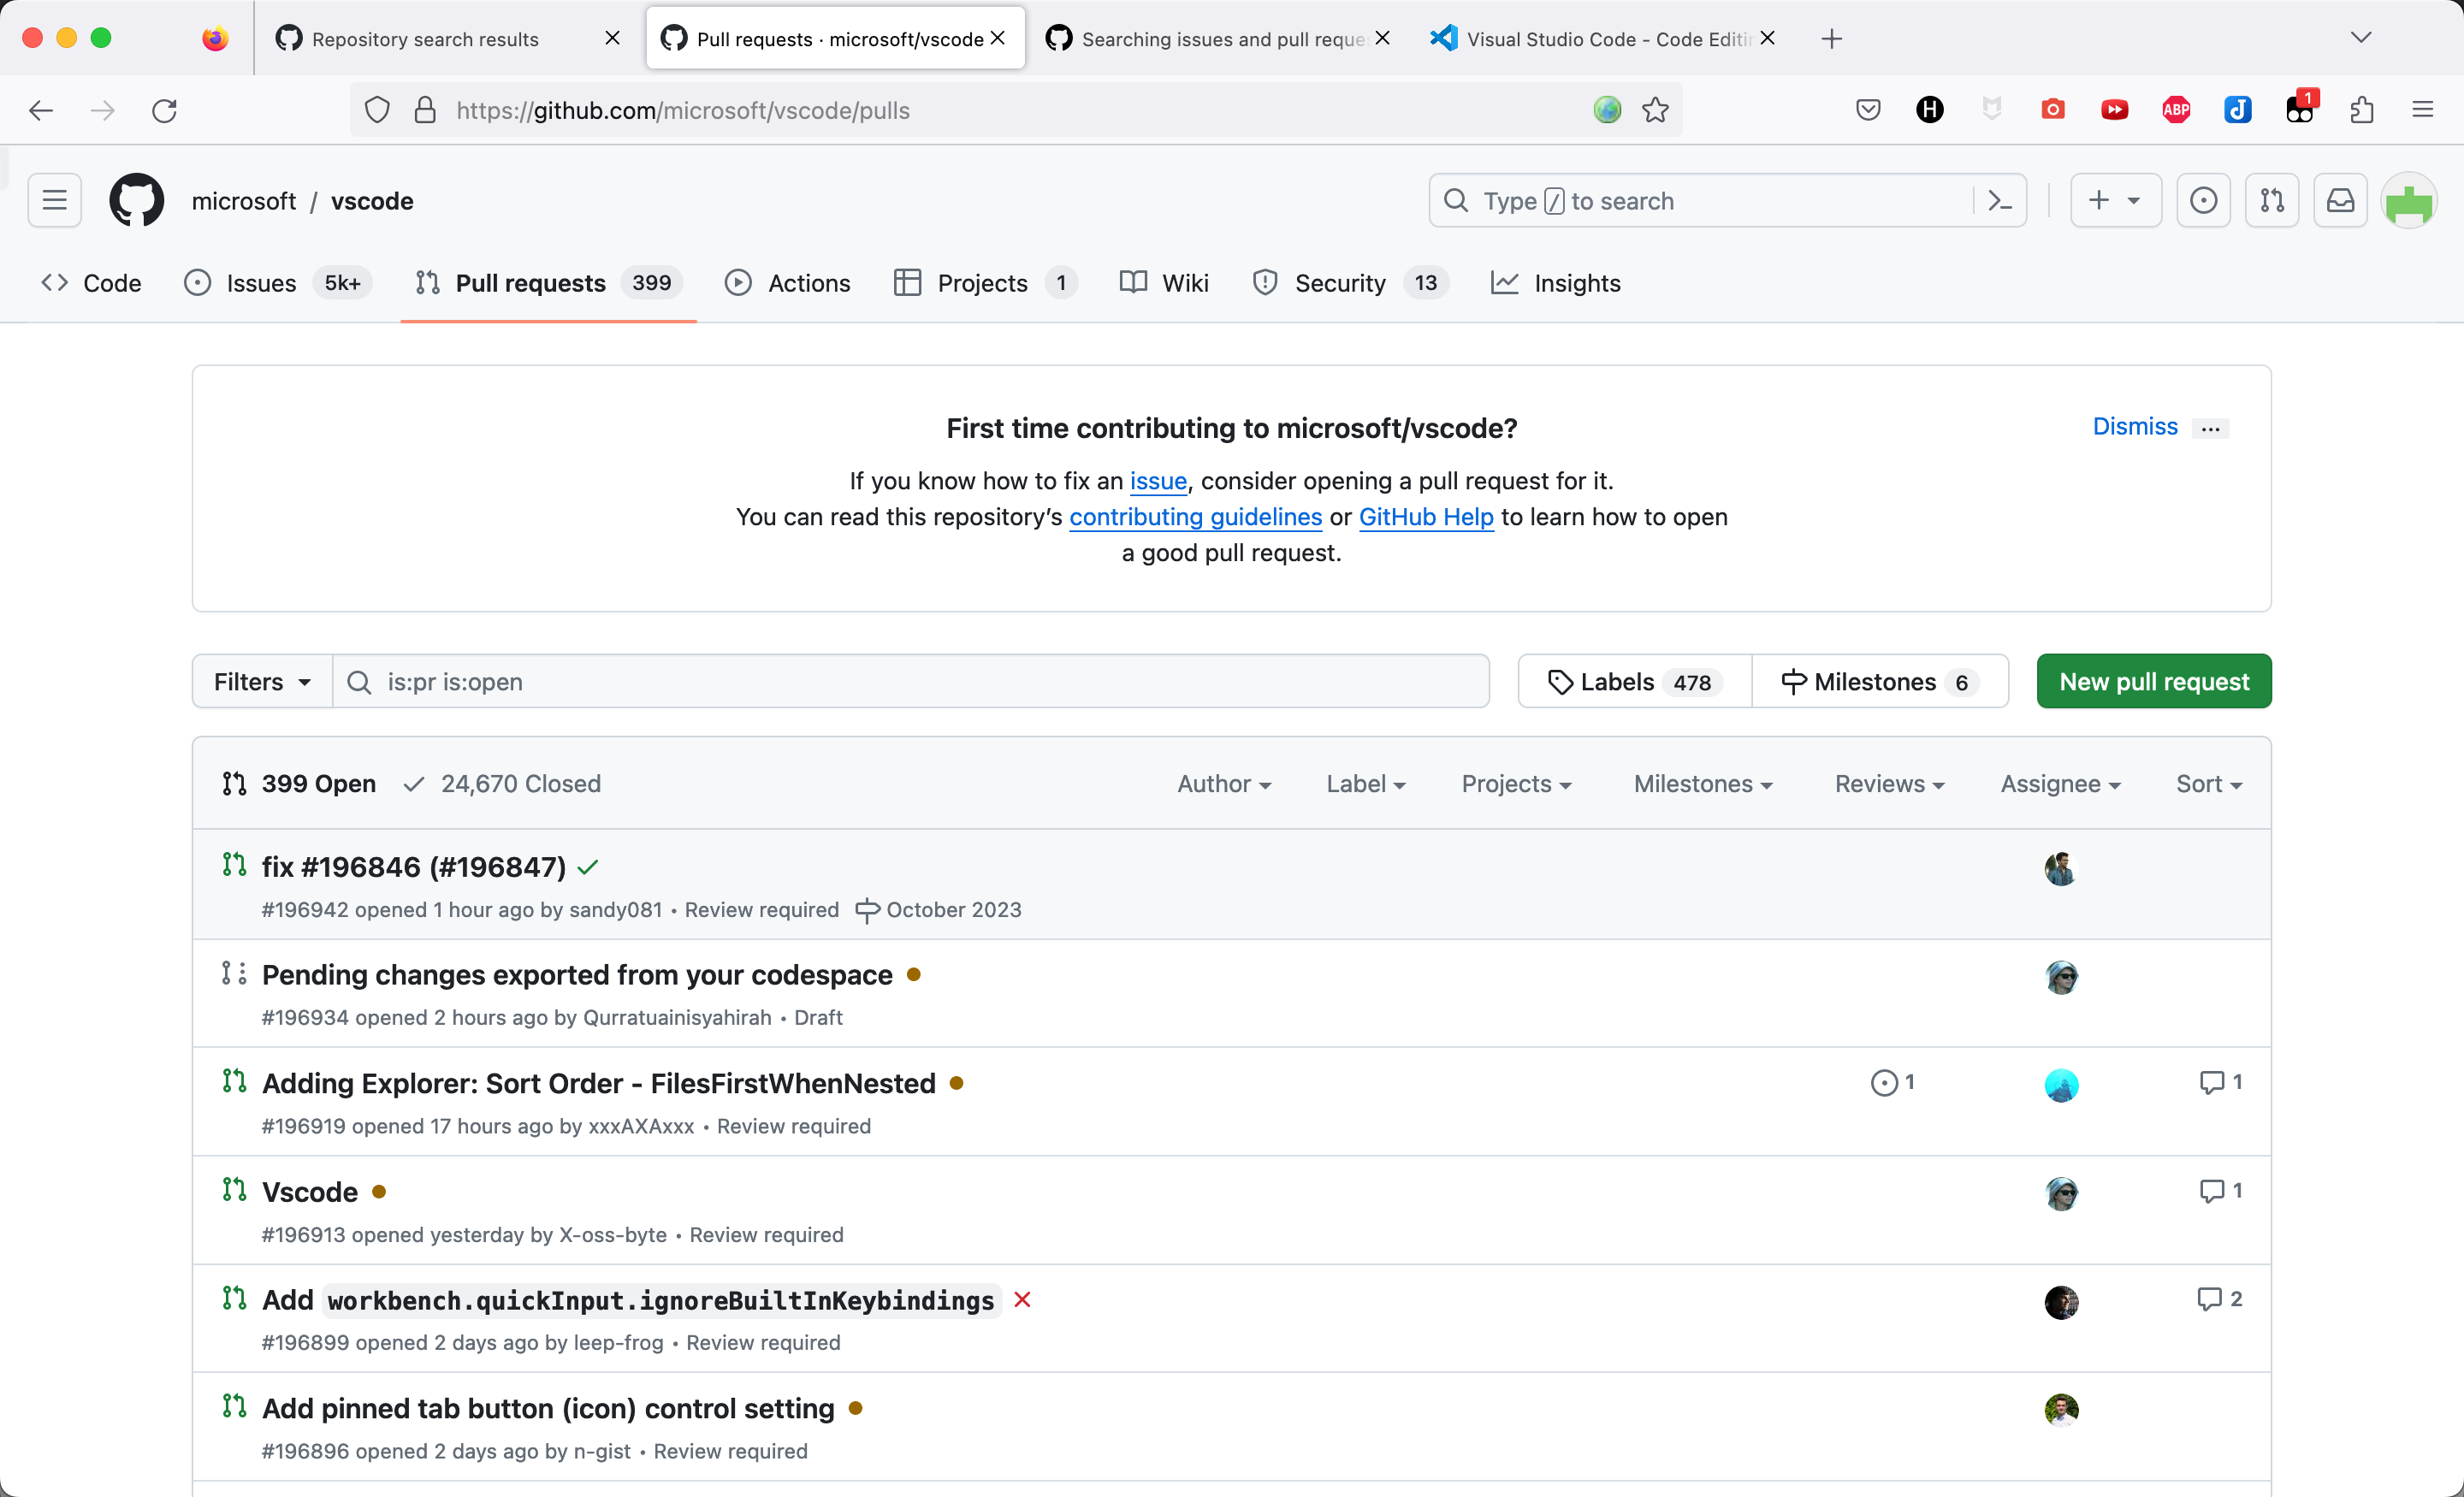 Repository search results
Pull requests · microsoft/vscode
Searching issues and pull reque
Visual Studio Code - Code Editin
https://github.com/microsoft/vscode/pulls
H
ABP
1
microsoft / vscode
Type / to search
Code
Issues 5k+
Pull requests 399
Actions
Projects 1
Wiki
Security 13
Insights
First time contributing to microsoft/vscode?
Dismiss ...
If you know how to fix an issue, consider opening a pull request for it.
You can read this repository’s contributing guidelines or GitHub Help to learn how to open
a good pull request.
Filters
is:pr is:open
Labels 478
Milestones 6
New pull request
399 Open
24,670 Closed
Author
Label
Projects
Milestones
Reviews
Assignee
Sort
fix #196846 (#196847)
#196942 opened 1 hour ago by sandy081 • Review required October 2023
Pending changes exported from your codespace
#196934 opened 2 hours ago by Qurratuainisyahirah • Draft
Adding Explorer: Sort Order - FilesFirstWhenNested
1
1
#196919 opened 17 hours ago by xxxAXAxxx • Review required
Vscode
1
#196913 opened yesterday by X-oss-byte • Review required
Add workbench.quickInput.ignoreBuiltInKeybindings
2
#196899 opened 2 days ago by leep-frog • Review required
Add pinned tab button (icon) control setting
#196896 opened 2 days ago by n-gist • Review required